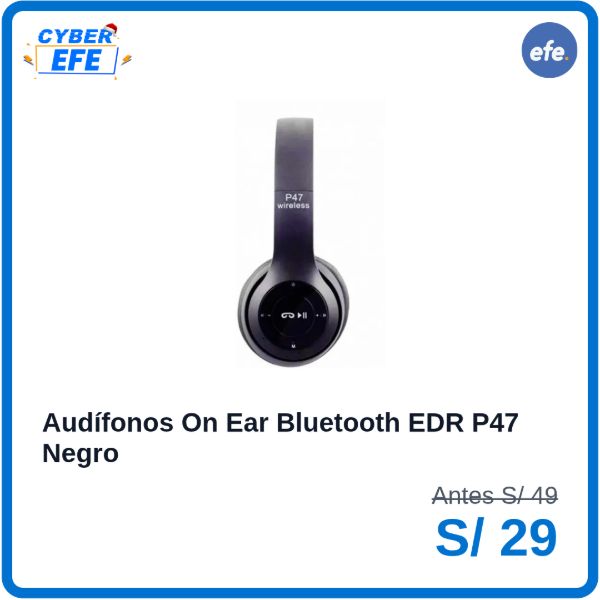 CYBER
EFE
efe.
P47
wireless
M
Audífonos On Ear Bluetooth EDR P47
Negro
Antes S/ 49
S/ 29